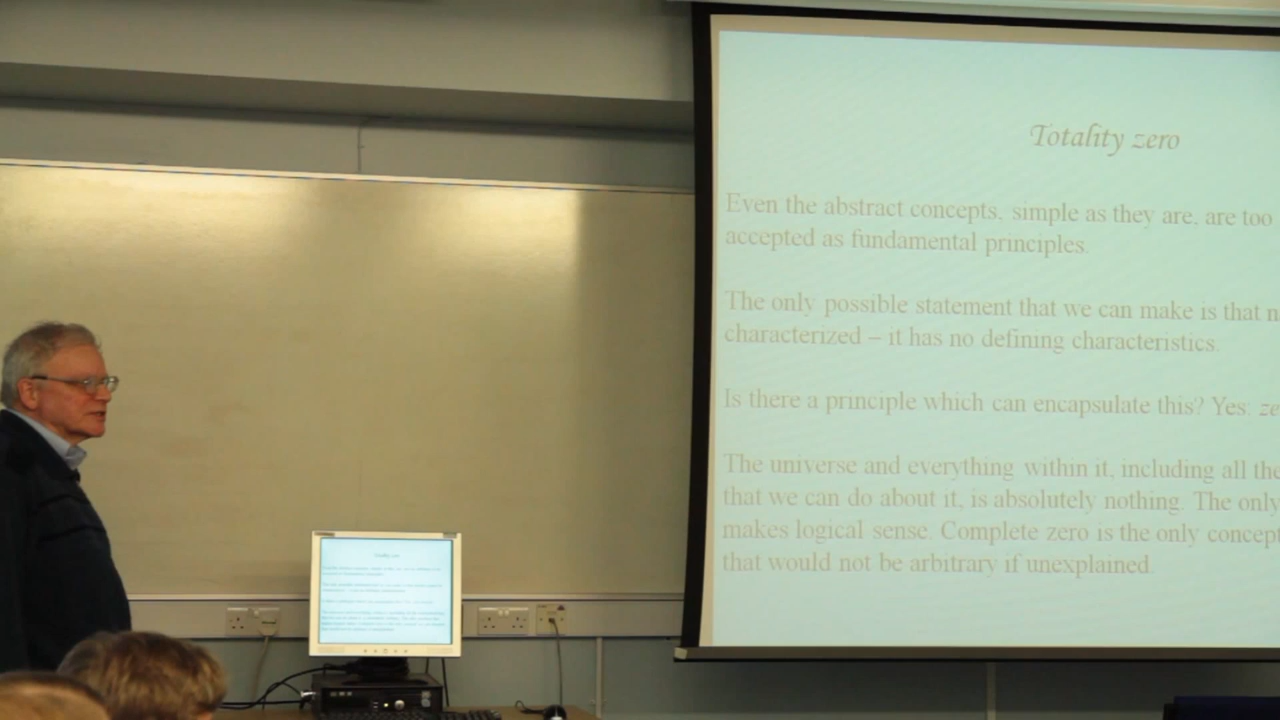 Totality zero
Even the abstract concepts, simple as they are, are too
accepted as fundamental principles.
The only possible statement that we can make is that n
characterized – it has no defining characteristics.
Is there a principle which can encapsulate this? Yes: ze
The universe and everything within it, including all the
that we can do about it, is absolutely nothing. The only
makes logical sense. Complete zero is the only concept
that would not be arbitrary if unexplained.